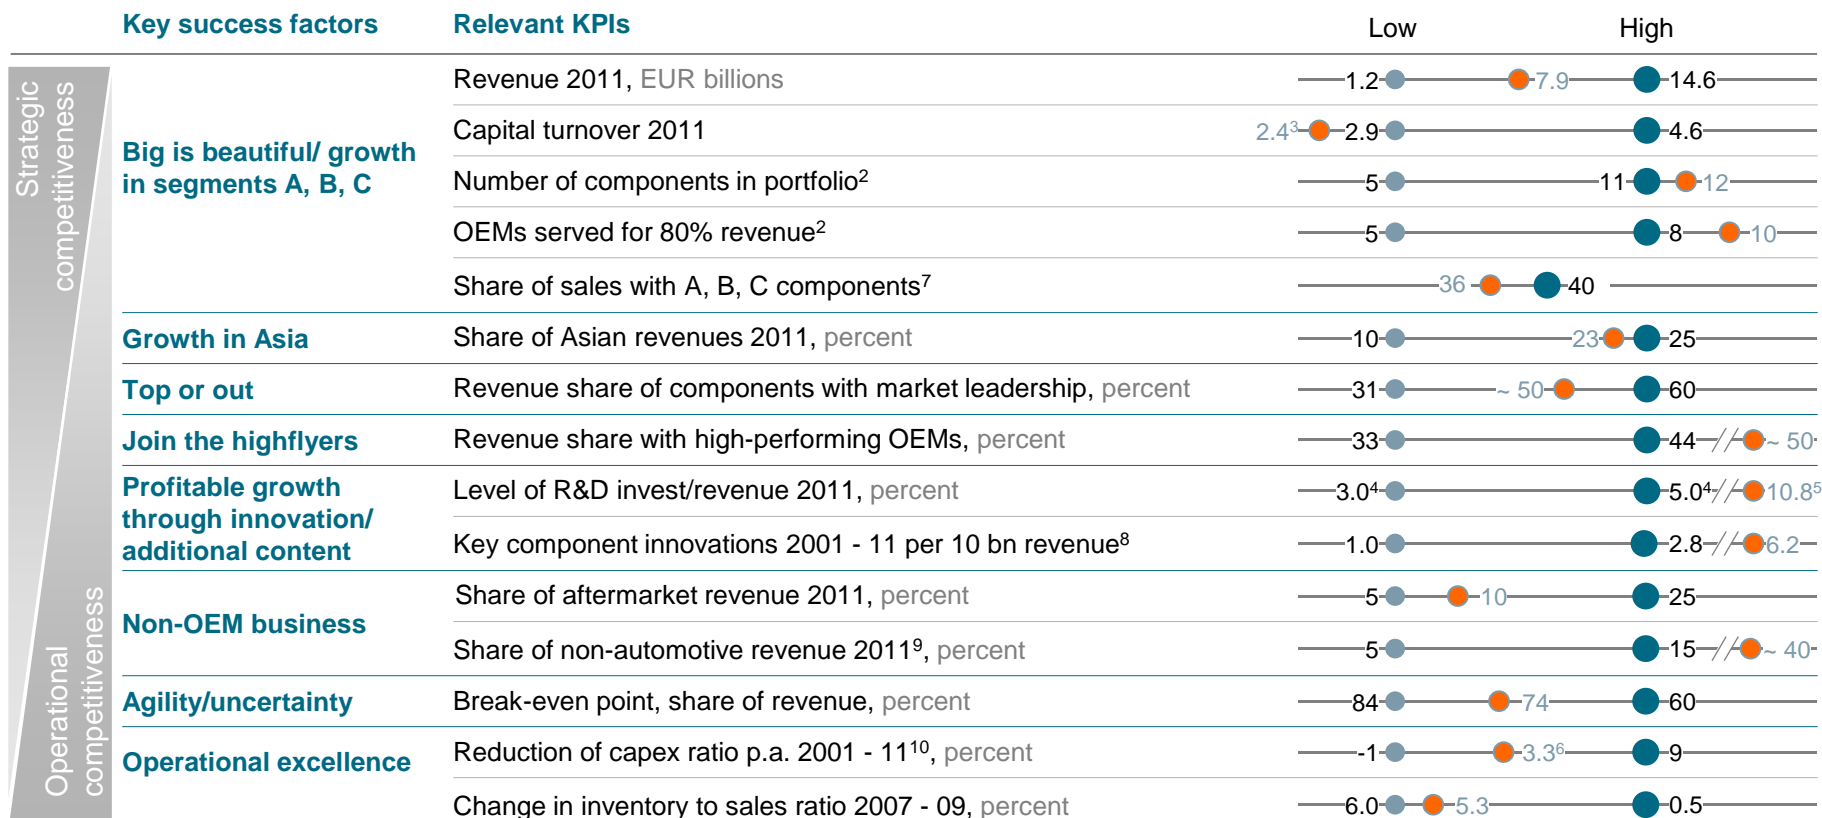 Key success factors Relevant KPIs Low High
Strategic
competitiveness
Operational
competitiveness
Big is beautiful/ growth
in segments A, B, C
Revenue 2011, EUR billions 1.2 7.9 14.6
Capital turnover 2011 2.4³ 2.9 4.6
Number of components in portfolio² 5 11 12
OEMs served for 80% revenue² 5 8 10
Share of sales with A, B, C components⁷ 36 40
Growth in Asia Share of Asian revenues 2011, percent 10 23 25
Top or out Revenue share of components with market leadership, percent 31 ~ 50 60
Join the highflyers Revenue share with high-performing OEMs, percent 33 44 ~ 50
Profitable growth
through innovation/
additional content
Level of R&D invest/revenue 2011, percent 3.0⁴ 5.0⁴ 10.8⁵
Key component innovations 2001 - 11 per 10 bn revenue⁸ 1.0 2.8 6.2
Non-OEM business
Share of aftermarket revenue 2011, percent 5 10 25
Share of non-automotive revenue 2011⁹, percent 5 15 ~ 40
Agility/uncertainty Break-even point, share of revenue, percent 84 74 60
Operational excellence
Reduction of capex ratio p.a. 2001 - 11¹⁰, percent -1 3.3⁶ 9
Change in inventory to sales ratio 2007 - 09, percent 6.0 5.3 0.5